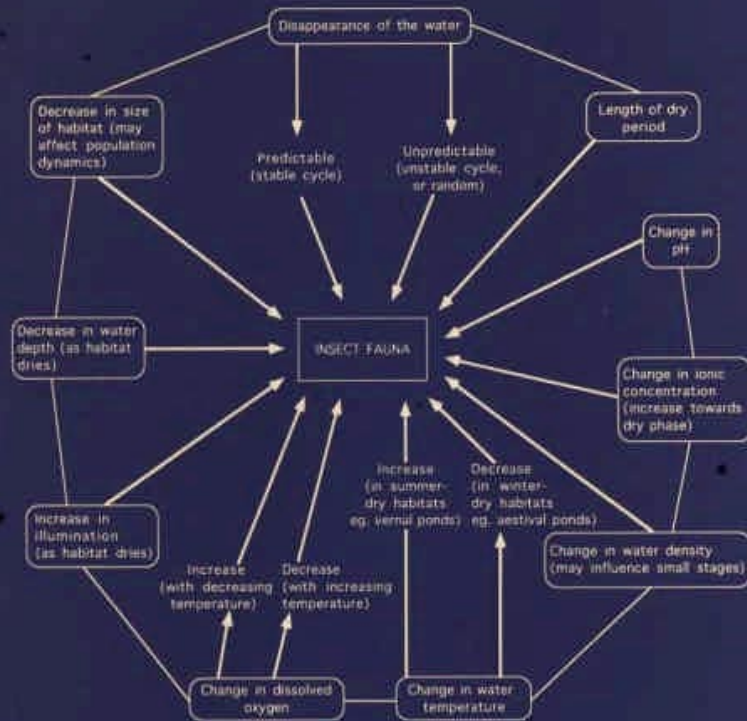 Disappearance of the water
Decrease in size
of habitat (may
affect population
dynamics)
Length of dry
period
Predictable
(stable cycle)
Unpredictable
(unstable cycle,
or random)
Change in
pH
Decrease in water
depth (as habitat
dries)
INSECT FAUNA
Change in ionic
concentration
(increase towards
dry phase)
Increase
(in summer-
dry habitats
eg. vernal ponds)
Decrease
(in winter-
dry habitats
eg. aestival ponds)
Increase in
illumination
(as habitat dries)
Increase
(with decreasing
temperature)
Decrease
(with increasing
temperature)
Change in water density
(may influence small stages)
Change in dissolved
oxygen
Change in water
temperature